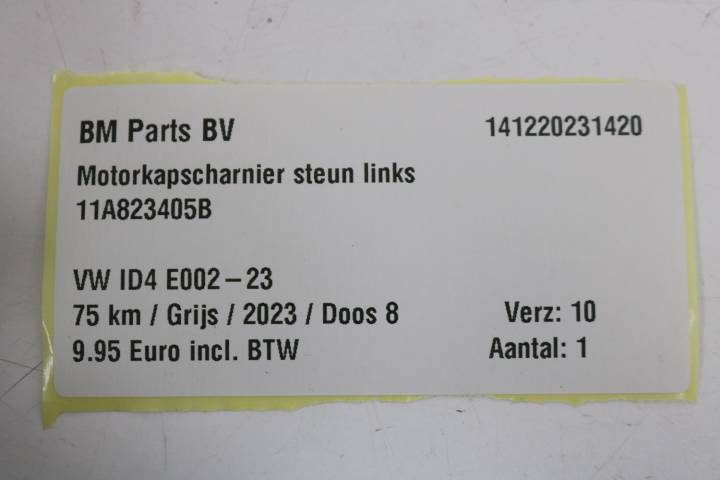 BM Parts BV 141220231420
Motorkapscharnier steun links
11A823405B
VW ID4 E002-23
75 km / Grijs / 2023 / Doos 8 Verz: 10
9.95 Euro incl. BTW Aantal: 1